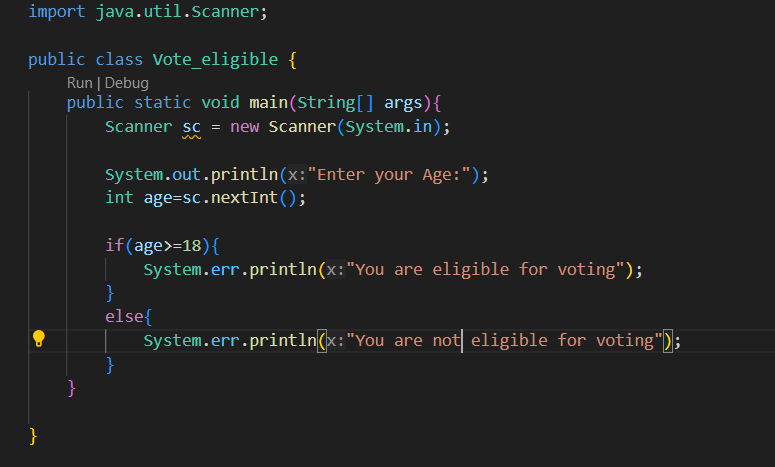 import java.util.Scanner;
public class Vote_eligible {
Run | Debug
public static void main(String[] args){
Scanner sc = new Scanner(System.in);
System.out.println(x:"Enter your Age:");
int age=sc.nextInt();
if(age>=18){
System.err.println(x:"You are eligible for voting");
}
else{
System.err.println(x:"You are not eligible for voting");
}
}
}